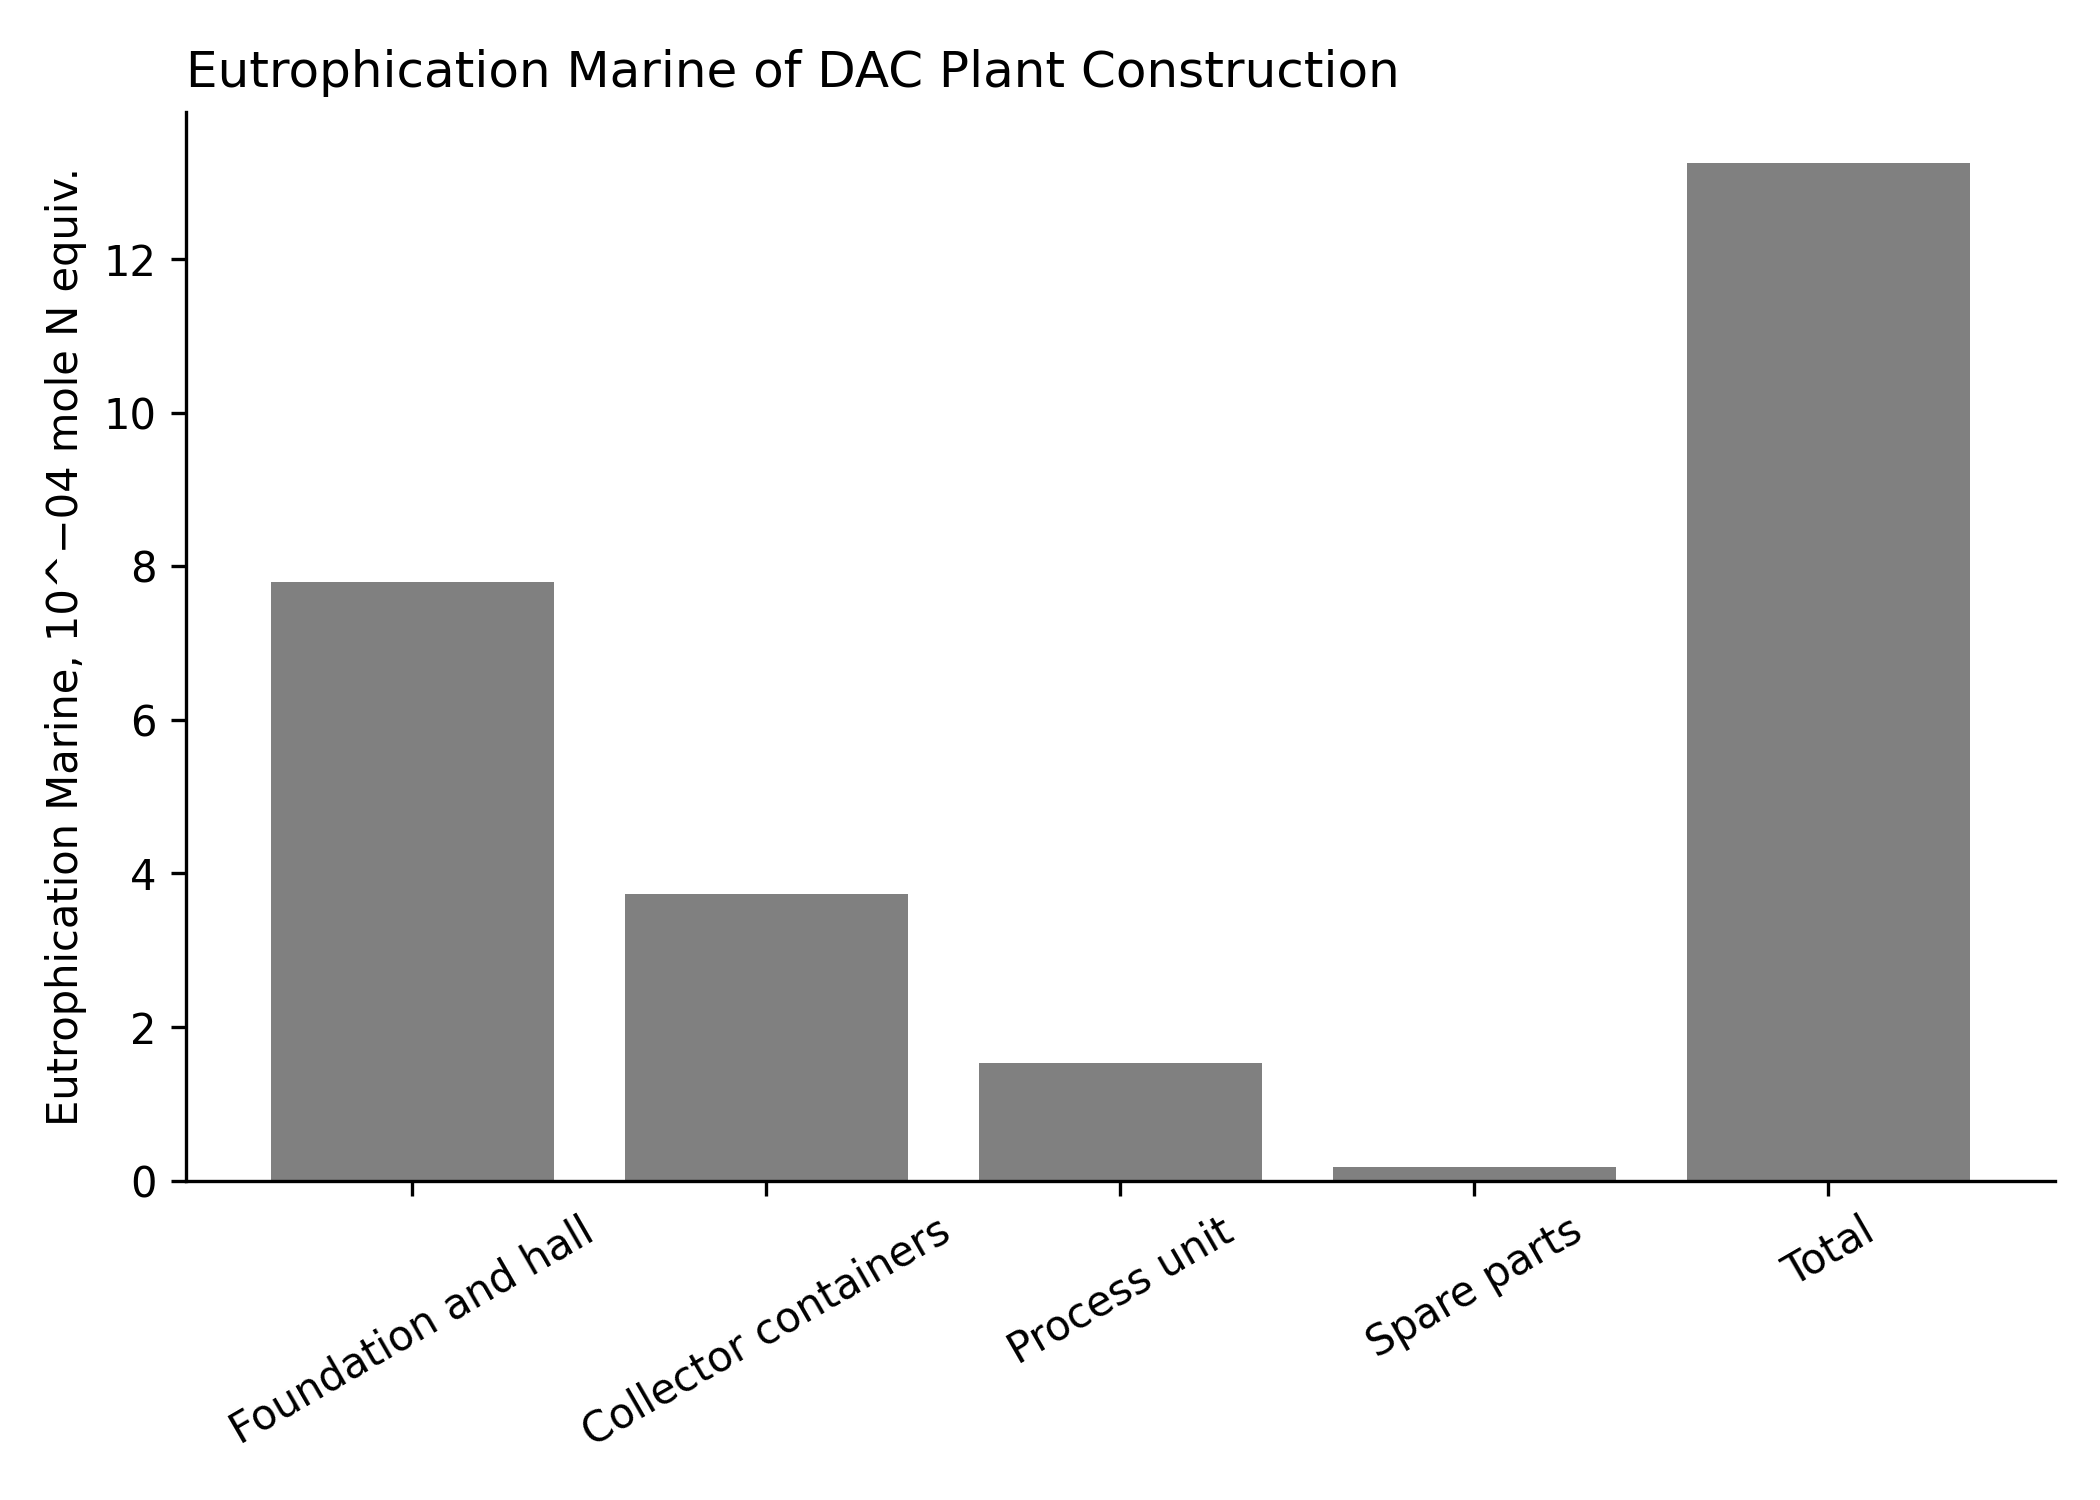 Eutrophication Marine of DAC Plant Construction
Eutrophication Marine, 10^−04 mole N equiv.
12
10
8
6
4
2
0
Foundation and hall
Collector containers
Process unit
Spare parts
Total